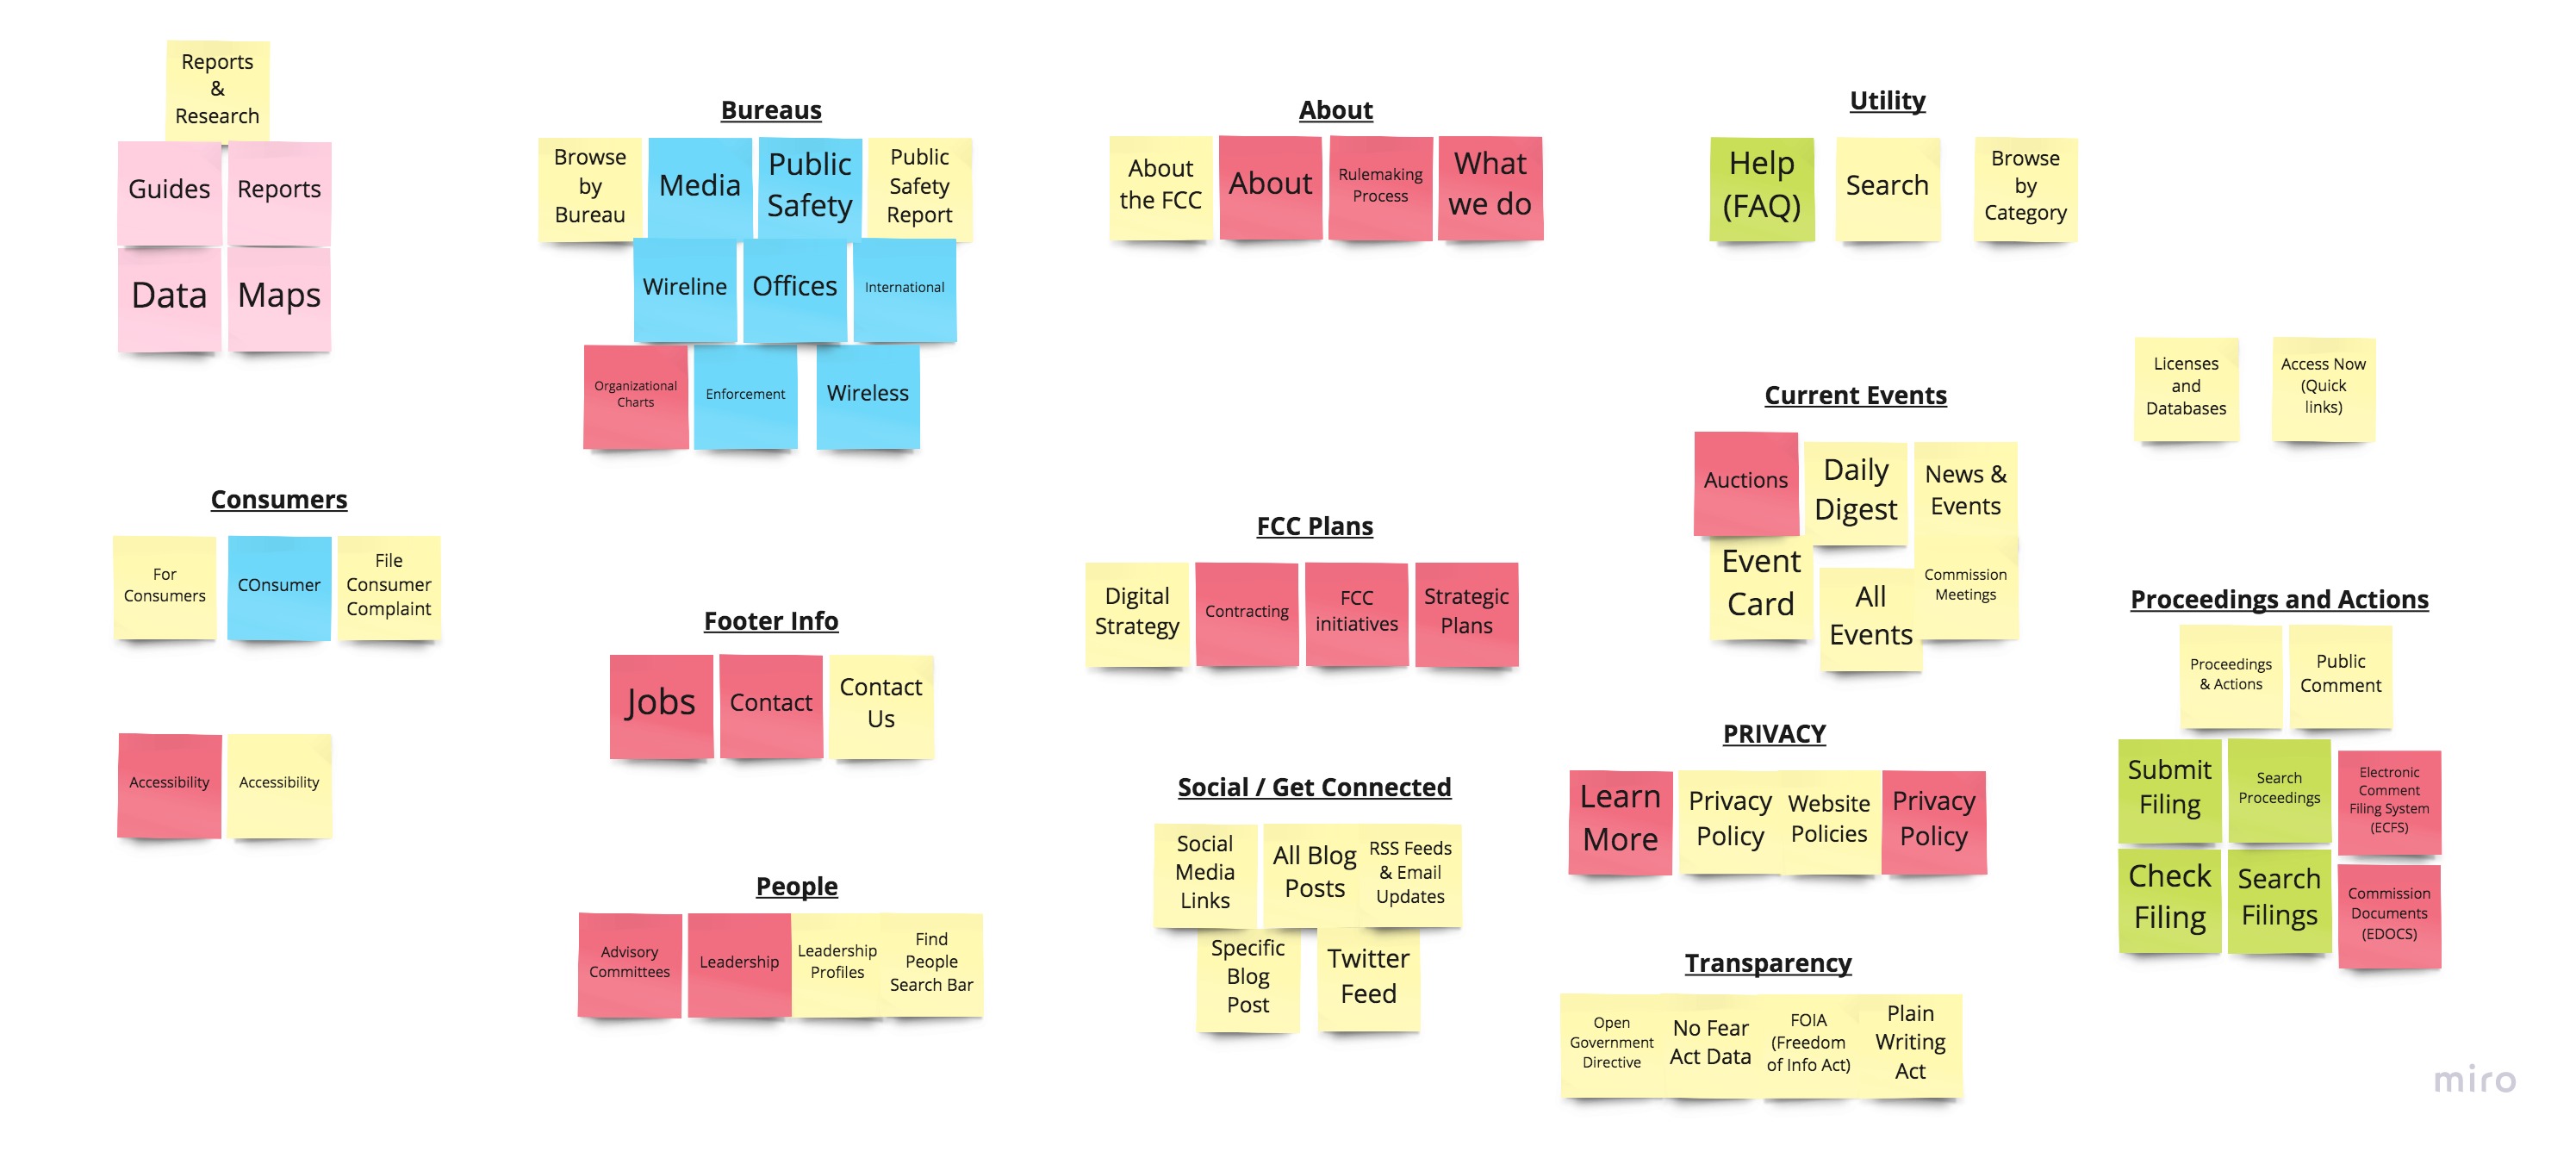 Reports
&
Research
Guides
Reports
Data
Maps
Bureaus
Browse
by
Bureau
Media
Public
Safety
Public
Safety
Report
Wireline
Offices
International
Organizational
Charts
Enforcement
Wireless
About
About
the FCC
About
Rulemaking
Process
What
we do
Utility
Help
(FAQ)
Search
Browse
by
Category
Licenses
and
Databases
Access Now
(Quick
links)
Current Events
Auctions
Daily
Digest
News &
Events
Event
Card
All
Events
Commission
Meetings
Consumers
For
Consumers
COnsumer
File
Consumer
Complaint
Accessibility
Accessibility
Footer Info
Jobs
Contact
Contact
Us
People
Advisory
Committees
Leadership
Leadership
Profiles
Find
People
Search Bar
FCC Plans
Digital
Strategy
Contracting
FCC
initiatives
Strategic
Plans
Social / Get Connected
Social
Media
Links
All Blog
Posts
RSS Feeds
& Email
Updates
Specific
Blog
Post
Twitter
Feed
PRIVACY
Learn
More
Privacy
Policy
Website
Policies
Privacy
Policy
Transparency
Open
Government
Directive
No Fear
Act Data
FOIA
(Freedom
of Info Act)
Plain
Writing
Act
Proceedings and Actions
Proceedings
& Actions
Public
Comment
Submit
Filing
Search
Proceedings
Electronic
Comment
Filing System
(ECFS)
Check
Filing
Search
Filings
Commission
Documents
(EDOCS)
miro